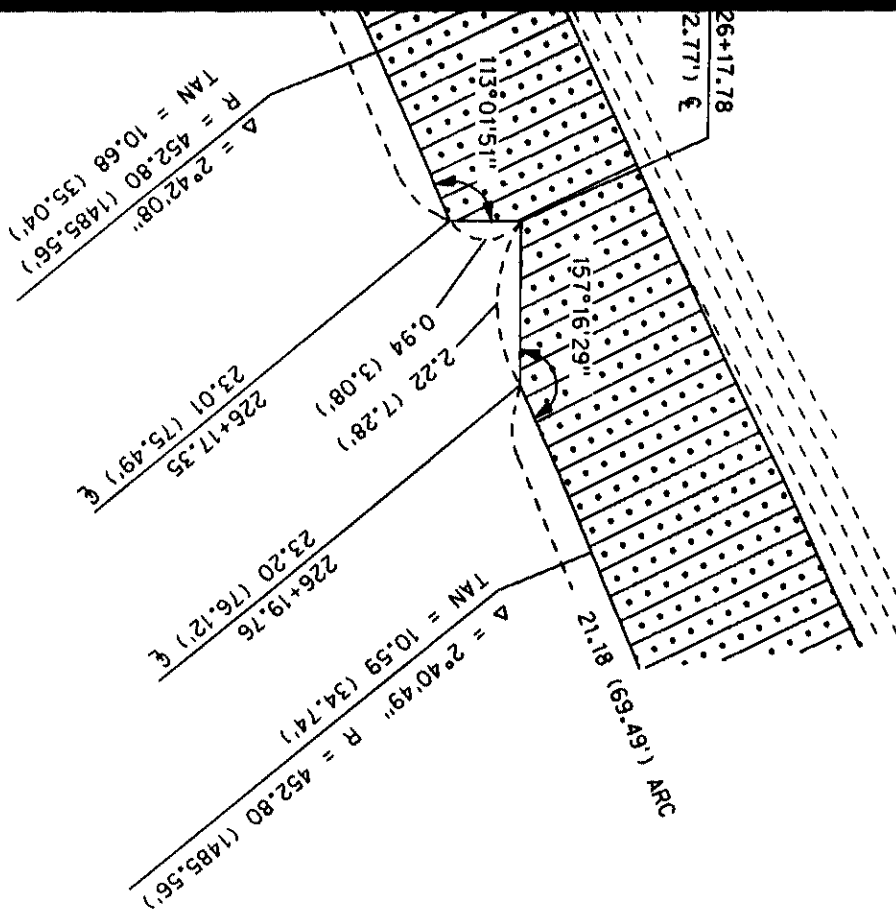 26+17.78
2.77') ℄
113°01'51"
157°16'29"
Δ = 2°42'08"
R = 452.80 (1485.56')
TAN = 10.68 (35.04')
0.94 (3.08')
2.22 (7.28')
226+17.35
23.01 (75.49') ℄
226+19.76
23.20 (76.12') ℄
Δ = 2°40'49" R = 452.80 (1485.56')
TAN = 10.59 (34.74')
21.18 (69.49') ARC